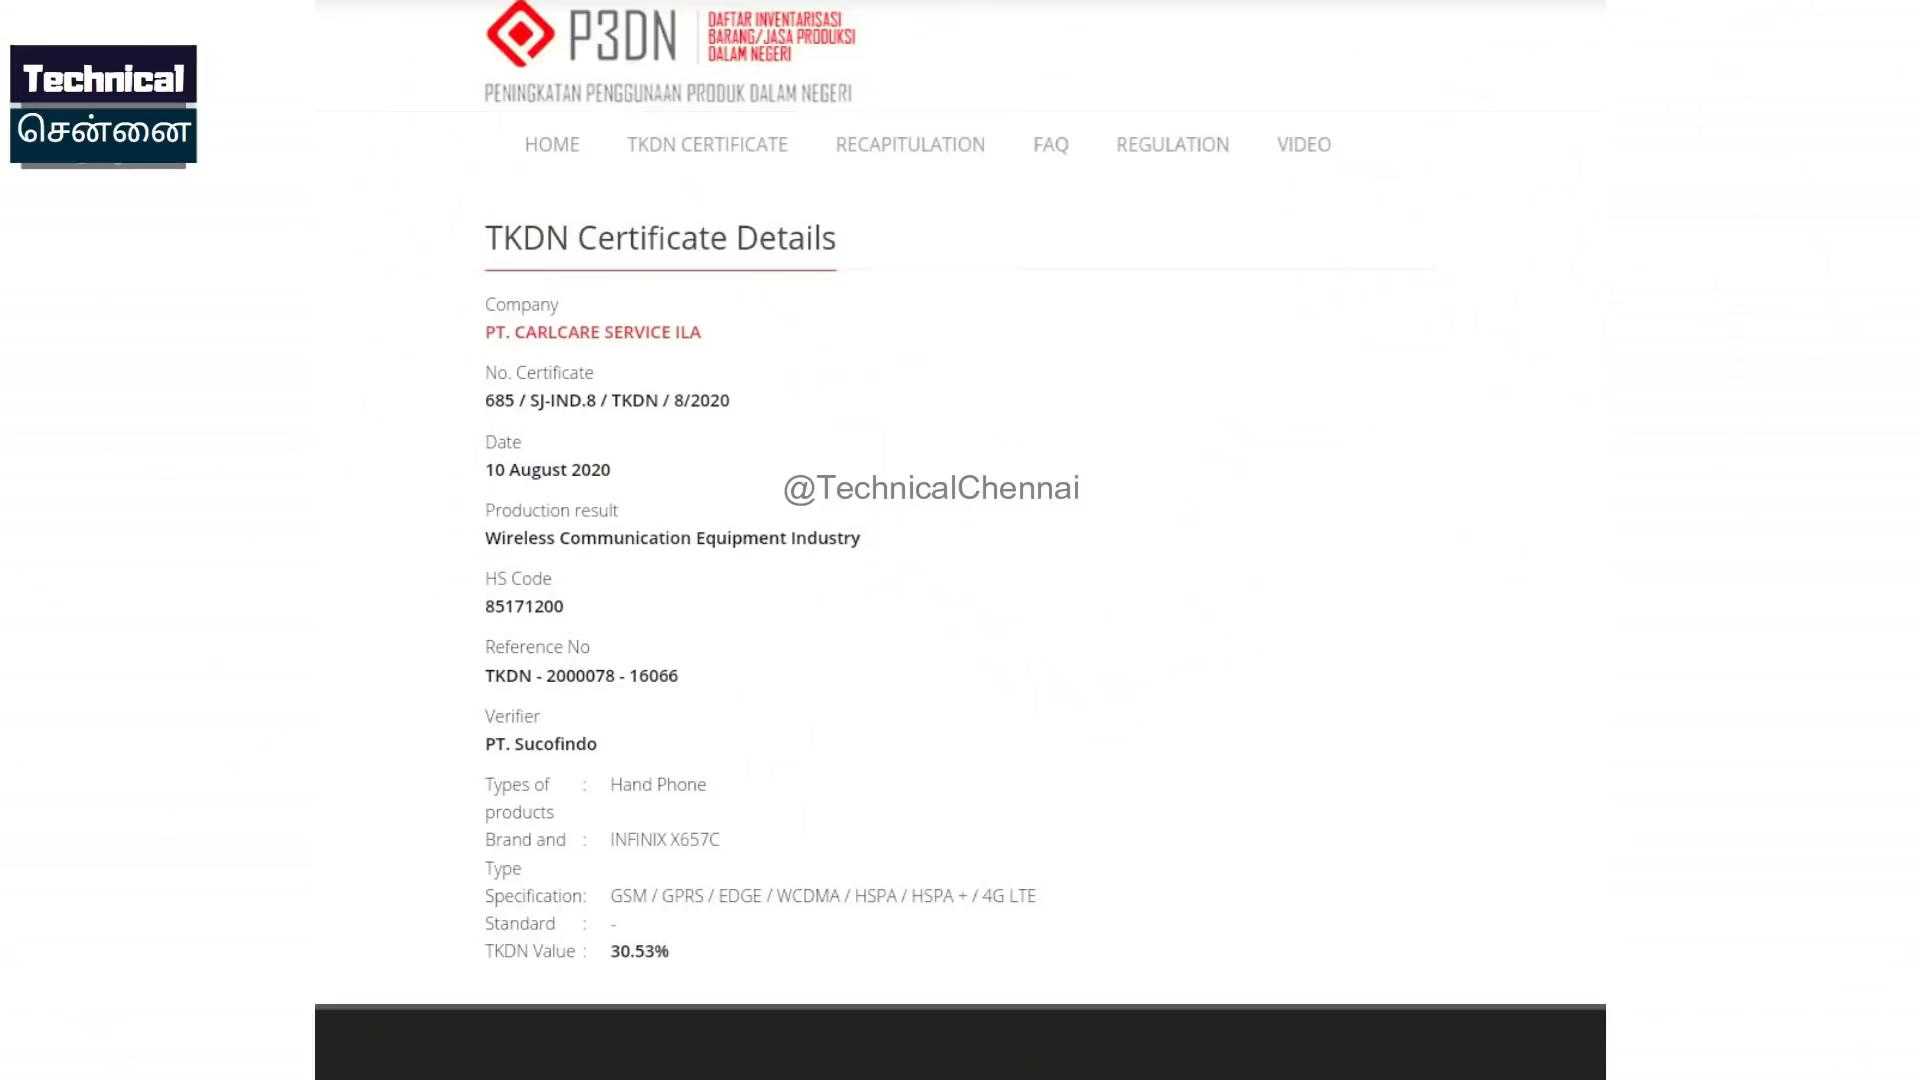 Technical
சென்னை
P3DN
DAFTAR INVENTARISASI
BARANG/JASA PRODUKSI
DALAM NEGERI
PENINGKATAN PENGGUNAAN PRODUK DALAM NEGERI
HOME TKDN CERTIFICATE RECAPITULATION FAQ REGULATION VIDEO
TKDN Certificate Details
Company
PT. CARLCARE SERVICE ILA
No. Certificate
685 / SJ-IND.8 / TKDN / 8/2020
Date
10 August 2020
@TechnicalChennai
Production result
Wireless Communication Equipment Industry
HS Code
85171200
Reference No
TKDN - 2000078 - 16066
Verifier
PT. Sucofindo
Types of : Hand Phone
products
Brand and : INFINIX X657C
Type
Specification: GSM / GPRS / EDGE / WCDMA / HSPA / HSPA + / 4G LTE
Standard : -
TKDN Value : 30.53%